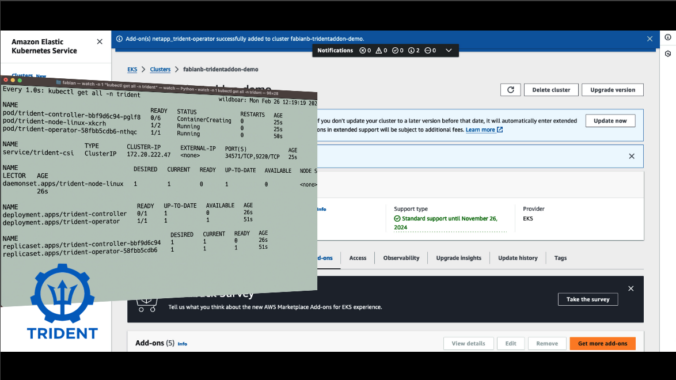 Amazon Elastic
Kubernetes Service
Add-on(s) netapp_trident-operator successfully added to cluster fabianb-tridentaddon-demo.
Notifications 0 0 0 2 0
EKS > Clusters > fabianb-tridentaddon-demo
Delete cluster
Upgrade version
Every 1.0s: kubectl get all -n trident
wildboar: Mon Feb 26 12:19:19 202
NAME READY STATUS RESTARTS AGE
pod/trident-controller-bbf9d6c94-pglf8 0/6 ContainerCreating 0 25s
pod/trident-node-linux-xkcrh 1/2 Running 0 25s
pod/trident-operator-58fbb5cdb6-nthqc 1/1 Running 0 50s
NAME TYPE CLUSTER-IP EXTERNAL-IP PORT(S) AGE
service/trident-csi ClusterIP 172.20.222.47 <none> 34571/TCP,9220/TCP 25s
NAME DESIRED CURRENT READY UP-TO-DATE AVAILABLE NODE S
LECTOR AGE
daemonset.apps/trident-node-linux 1 1 0 1 0 <none>
26s
NAME READY UP-TO-DATE AVAILABLE AGE
deployment.apps/trident-controller 0/1 1 0 26s
deployment.apps/trident-operator 1/1 1 1 51s
NAME DESIRED CURRENT READY AGE
replicaset.apps/trident-controller-bbf9d6c94 1 1 0 26s
replicaset.apps/trident-operator-58fbb5cdb6 1 1 1 51s
f you don't update your cluster to a later version before that date, it will automatically enter extended
in extended support will be subject to additional fees. Learn more
Update now
Info
Support type
Standard support until November 26,
2024
Provider
EKS
Access
Observability
Upgrade insights
Update history
Tags
Tell us what you think about the new AWS Marketplace Add-ons for EKS experience.
Take the survey
TRIDENT
Add-ons (5) Info
View details
Edit
Remove
Get more add-ons